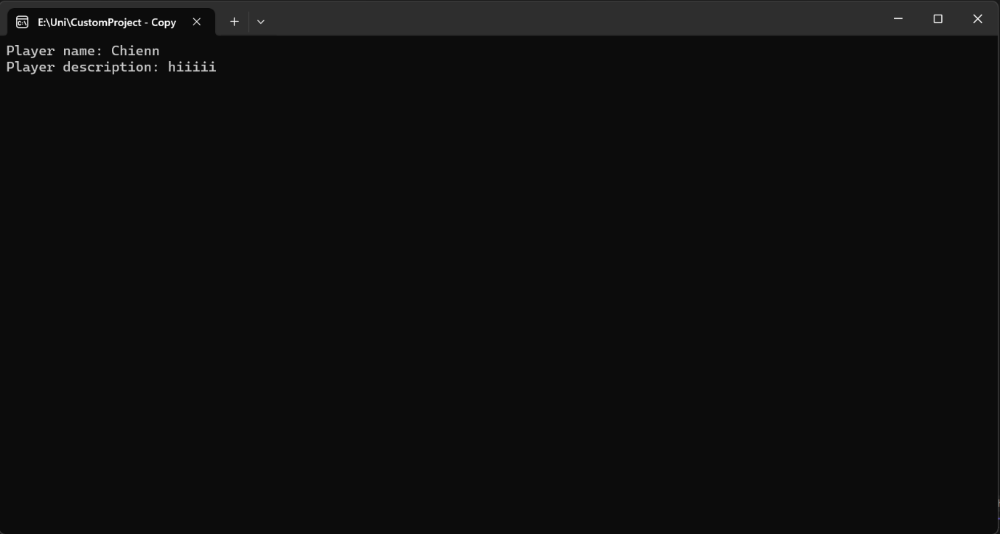 E:\Uni\CustomProject - Copy
Player name: Chienn
Player description: hiiiii